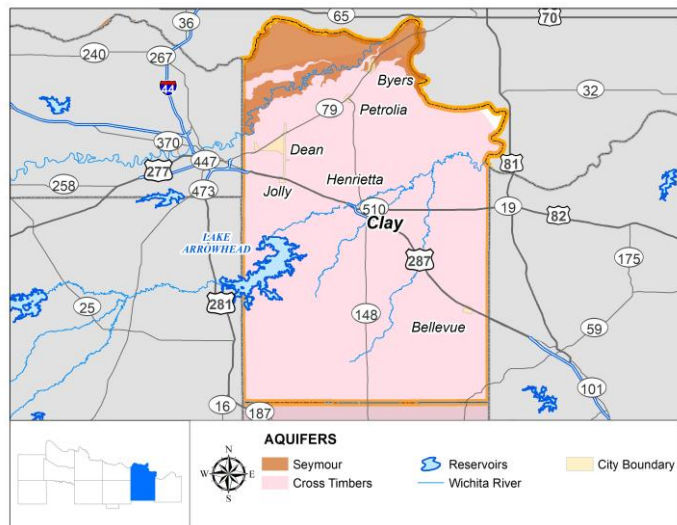 65
70
36
240
267
44
Byers
32
79
Petrolia
370
Dean
447
277
81
258
Jolly
Henrietta
473
510
19
82
Clay
LAKE
ARROWHEAD
287
175
281
25
148
Bellevue
59
101
16
187
N
W
E
S
AQUIFERS
Seymour
Reservoirs
City Boundary
Cross Timbers
Wichita River